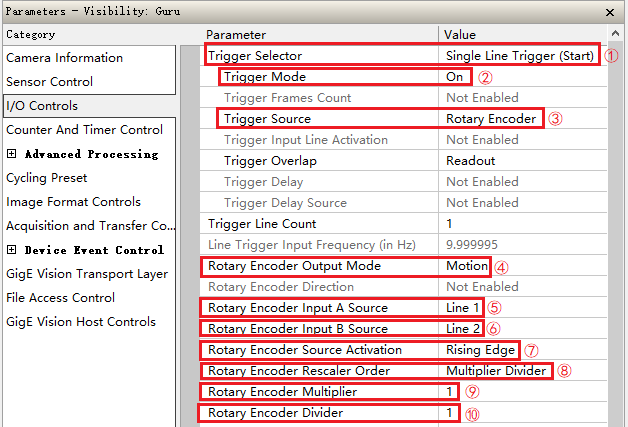 Parameters - Visibility: Guru ×
Category Parameter Value
Camera Information
Sensor Control
I/O Controls
Counter And Timer Control
Advanced Processing
Cycling Preset
Image Format Controls
Acquisition and Transfer Co...
Device Event Control
GigE Vision Transport Layer
File Access Control
GigE Vision Host Controls
Trigger Selector Single Line Trigger (Start) ①
Trigger Mode On ②
Trigger Frames Count Not Enabled
Trigger Source Rotary Encoder ③
Trigger Input Line Activation Not Enabled
Trigger Overlap Readout
Trigger Delay Not Enabled
Trigger Delay Source Not Enabled
Trigger Line Count 1
Line Trigger Input Frequency (in Hz) 9.999995
Rotary Encoder Output Mode Motion ④
Rotary Encoder Direction Not Enabled
Rotary Encoder Input A Source Line 1 ⑤
Rotary Encoder Input B Source Line 2 ⑥
Rotary Encoder Source Activation Rising Edge ⑦
Rotary Encoder Rescaler Order Multiplier Divider ⑧
Rotary Encoder Multiplier 1 ⑨
Rotary Encoder Divider 1 ⑩